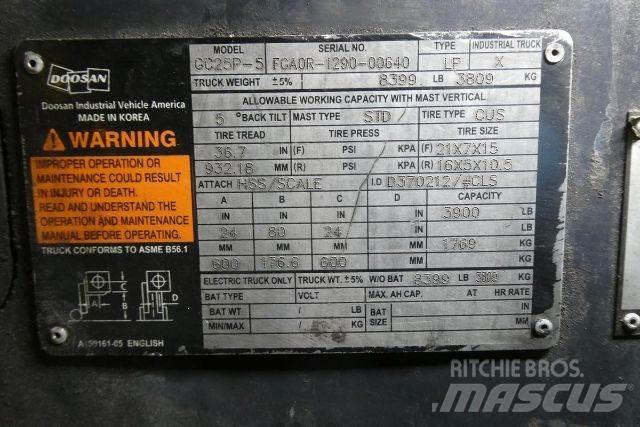 DOOSAN
Doosan Industrial Vehicle America
MADE IN KOREA
WARNING
IMPROPER OPERATION OR
MAINTENANCE COULD RESULT
IN INJURY OR DEATH.
READ AND UNDERSTAND THE
OPERATION AND MAINTENANCE
MANUAL BEFORE OPERATING.
TRUCK CONFORMS TO ASME B56.1
A C B D
ENGLISH
MODEL SERIAL NO. TYPE INDUSTRIAL TRUCK
GC25P-5 FGA0R-1290-00640 LP X
TRUCK WEIGHT ±5% 8399 LB 3809 KG
ALLOWABLE WORKING CAPACITY WITH MAST VERTICAL
5 °BACK TILT MAST TYPE STD TIRE TYPE CUS
TIRE TREAD TIRE PRESS TIRE SIZE
36.7 IN (F) PSI KPA (F) 21X7X15
932.18 MM (R) PSI KPA (R) 16X5X10.5
ATTACH HSS/SCALE I.D D370212/#CLS
A B C CAPACITY
IN IN IN 3900 LB
24 80 24
MM MM MM 1769 KG
600 600
ELECTRIC TRUCK ONLY TRUCK WT. ±5% W/O BAT 8399 LB 3809 KG
BAT TYPE VOLT MAX. AH CAP. AT HR RATE
BAT WT / LB BAT SIZE / / IN
MIN/MAX / KG / / MM
RITCHIE BROS.
MASCUS